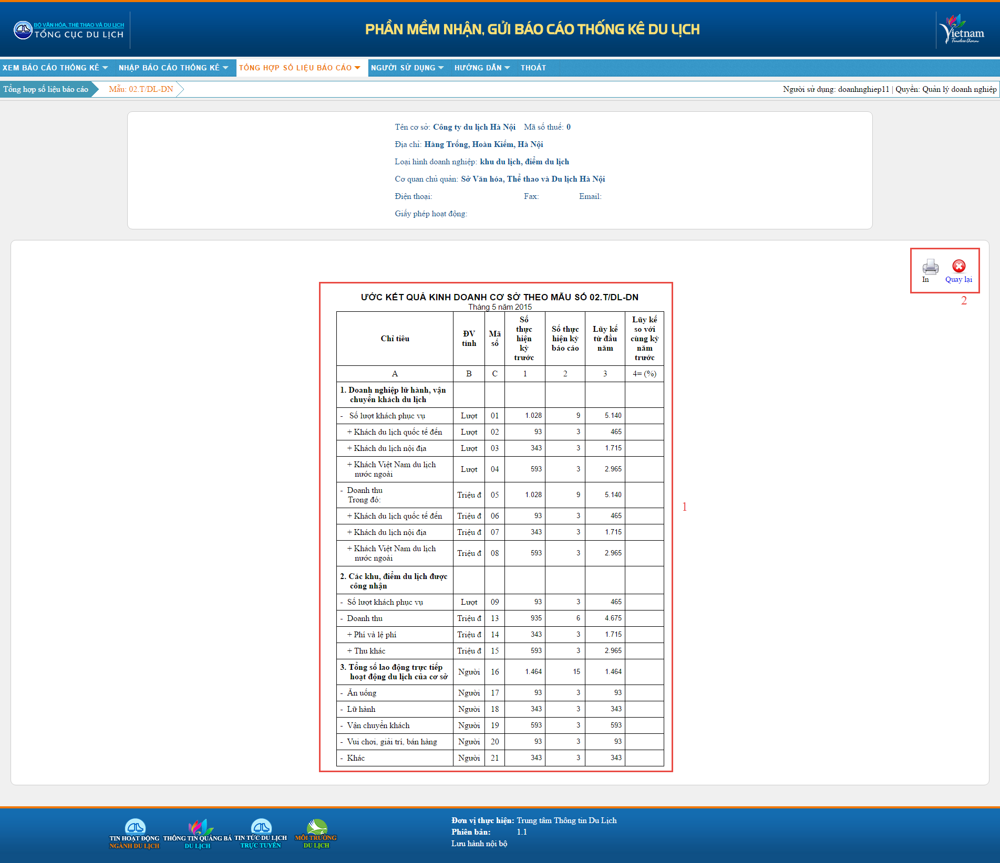 BỘ VĂN HÓA, THỂ THAO VÀ DU LỊCH
TỔNG CỤC DU LỊCH
PHẦN MỀM NHẬN, GỬI BÁO CÁO THỐNG KÊ DU LỊCH
Vietnam
Timeless Charm
XEM BÁO CÁO THỐNG KÊ NHẬP BÁO CÁO THỐNG KÊ TỔNG HỢP SỐ LIỆU BÁO CÁO NGƯỜI SỬ DỤNG HƯỚNG DẪN THOÁT
Tổng hợp số liệu báo cáo Mẫu: 02.T/DL-DN Người sử dụng: doanhnghiep11 | Quyền: Quản lý doanh nghiệp
Tên cơ sở: Công ty du lịch Hà Nội Mã số thuế: 0
Địa chỉ: Hàng Trống, Hoàn Kiếm, Hà Nội
Loại hình doanh nghiệp: khu du lịch, điểm du lịch
Cơ quan chủ quản: Sở Văn hóa, Thể thao và Du lịch Hà Nội
Điện thoại: Fax: Email:
Giấy phép hoạt động:
In Quay lại
2
ƯỚC KẾT QUẢ KINH DOANH CƠ SỞ THEO MẪU SỐ 02.T/DL-DN
Tháng 5 năm 2015
Chỉ tiêu
ĐV
tính
Mã
số
Số
thực
hiện
kỳ
trước
Số thực
hiện kỳ
báo cáo
Lũy kế
từ đầu
năm
Lũy kế
so với
cùng kỳ
năm
trước
A B C 1 2 3 4= (%)
1. Doanh nghiệp lữ hành, vận
chuyển khách du lịch
- Số lượt khách phục vụ Lượt 01 1.028 9 5.140
+ Khách du lịch quốc tế đến Lượt 02 93 3 465
+ Khách du lịch nội địa Lượt 03 343 3 1.715
+ Khách Việt Nam du lịch
nước ngoài Lượt 04 593 3 2.965
- Doanh thu
Trong đó: Triệu đ 05 1.028 9 5.140
+ Khách du lịch quốc tế đến Triệu đ 06 93 3 465
+ Khách du lịch nội địa Triệu đ 07 343 3 1.715
+ Khách Việt Nam du lịch
nước ngoài Triệu đ 08 593 3 2.965
2. Các khu, điểm du lịch được
công nhận
- Số lượt khách phục vụ Lượt 09 93 3 465
- Doanh thu Triệu đ 13 935 6 4.675
+ Phí và lệ phí Triệu đ 14 343 3 1.715
+ Thu khác Triệu đ 15 593 3 2.965
3. Tổng số lao động trực tiếp
hoạt động du lịch của cơ sở Người 16 1.464 15 1.464
- Ăn uống Người 17 93 3 93
- Lữ hành Người 18 343 3 343
- Vận chuyển khách Người 19 593 3 593
- Vui chơi, giải trí, bán hàng Người 20 93 3 93
- Khác Người 21 343 3 343
1
TIN HOẠT ĐỘNG
NGÀNH DU LỊCH
THÔNG TIN QUẢNG BÁ
DU LỊCH
TIN TỨC DU LỊCH
TRỰC TUYẾN
MÔI TRƯỜNG
DU LỊCH
Đơn vị thực hiện: Trung tâm Thông tin Du Lịch
Phiên bản: 1.1
Lưu hành nội bộ